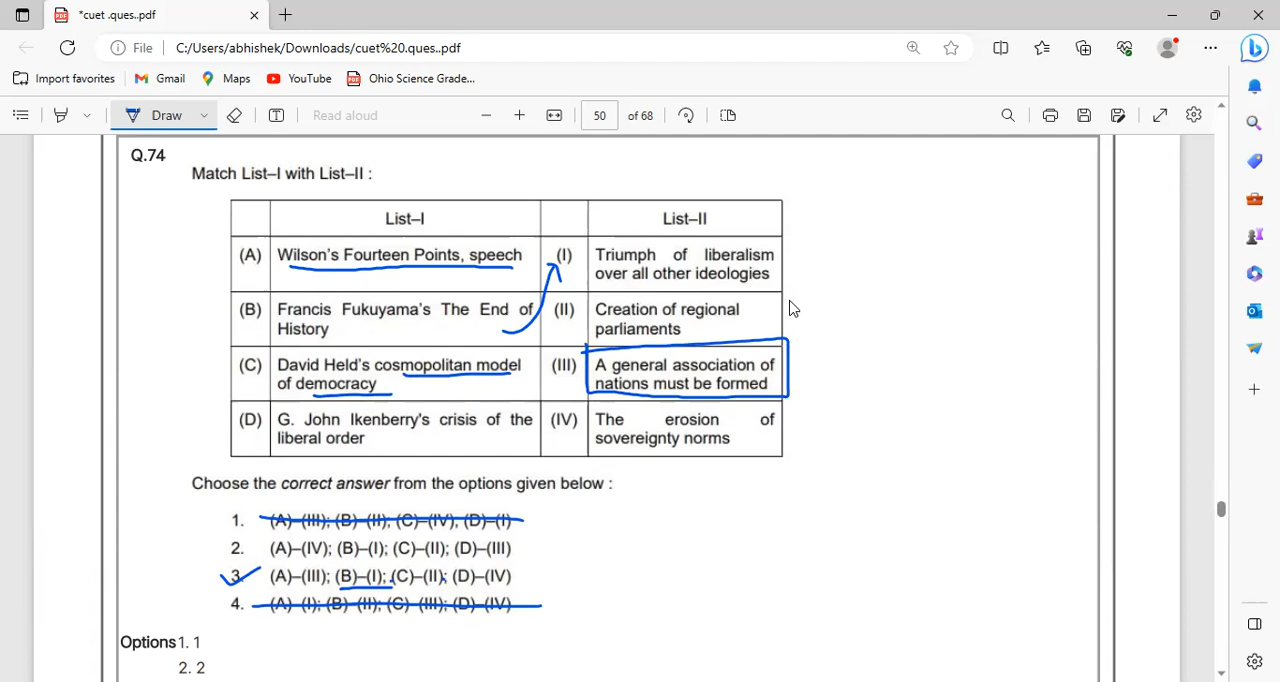 *cuet .ques..pdf
File
C:/Users/abhishek/Downloads/cuet%20.ques..pdf
Import favorites
Gmail
Maps
YouTube
Ohio Science Grade...
Draw
Read aloud
50 of 68
Q.74
Match List–I with List–II :
List–I
List–II
(A) Wilson's Fourteen Points, speech
(I) Triumph of liberalism
over all other ideologies
(B) Francis Fukuyama's The End of
History
(II) Creation of regional
parliaments
(C) David Held's cosmopolitan model
of democracy
(III) A general association of
nations must be formed
(D) G. John Ikenberry's crisis of the
liberal order
(IV) The erosion of
sovereignty norms
Choose the correct answer from the options given below :
1. (A)–(III); (B)–(II); (C)–(IV); (D)–(I)
2. (A)–(IV); (B)–(I); (C)–(II); (D)–(III)
3. (A)–(III); (B)–(I); (C)–(II); (D)–(IV)
4. (A)–(I); (B)–(II); (C)–(III); (D)–(IV)
Options 1. 1
2. 2